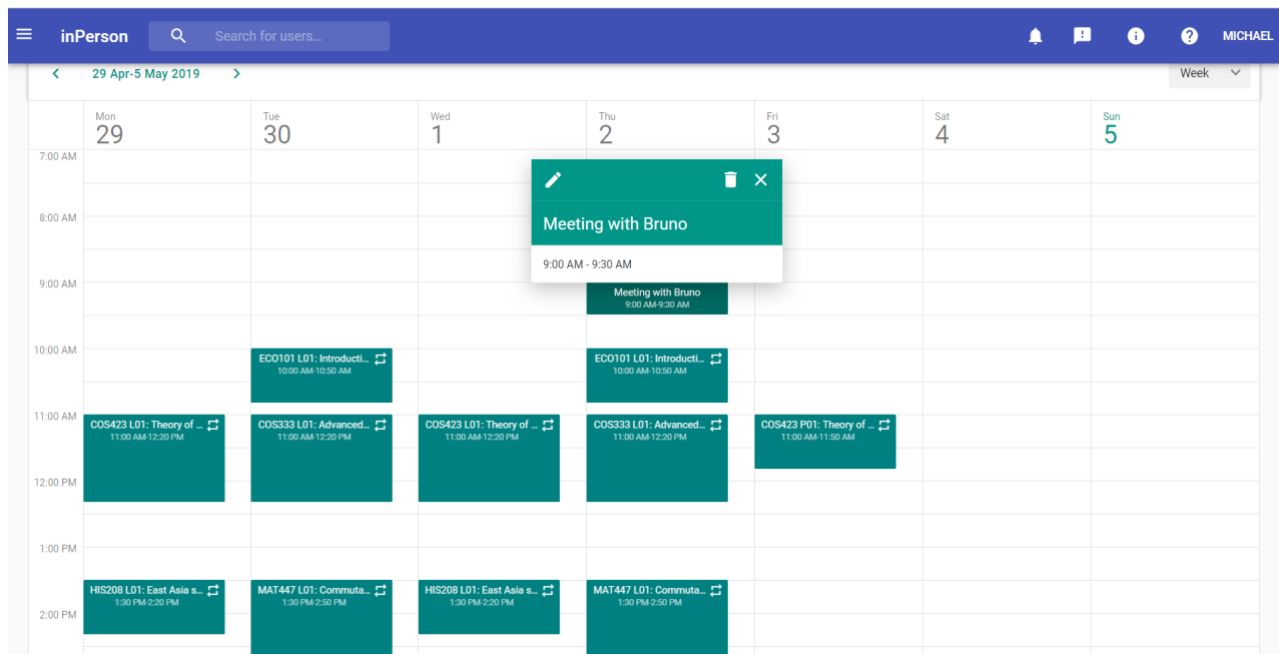 inPerson
Search for users...
MICHAEL
29 Apr-5 May 2019
Week
Mon
29
Tue
30
Wed
1
Thu
2
Fri
3
Sat
4
Sun
5
7:00 AM
8:00 AM
9:00 AM
10:00 AM
11:00 AM
12:00 PM
1:00 PM
2:00 PM
Meeting with Bruno
9:00 AM - 9:30 AM
Meeting with Bruno
9:00 AM-9:30 AM
ECO101 L01: Introducti...
10:00 AM-10:50 AM
ECO101 L01: Introducti...
10:00 AM-10:50 AM
COS423 L01: Theory of ...
11:00 AM-12:20 PM
COS333 L01: Advanced...
11:00 AM-12:20 PM
COS423 L01: Theory of ...
11:00 AM-12:20 PM
COS333 L01: Advanced...
11:00 AM-12:20 PM
COS423 P01: Theory of ...
11:00 AM-11:50 AM
HIS208 L01: East Asia s...
1:30 PM-2:20 PM
MAT447 L01: Commuta...
1:30 PM-2:50 PM
HIS208 L01: East Asia s...
1:30 PM-2:20 PM
MAT447 L01: Commuta...
1:30 PM-2:50 PM